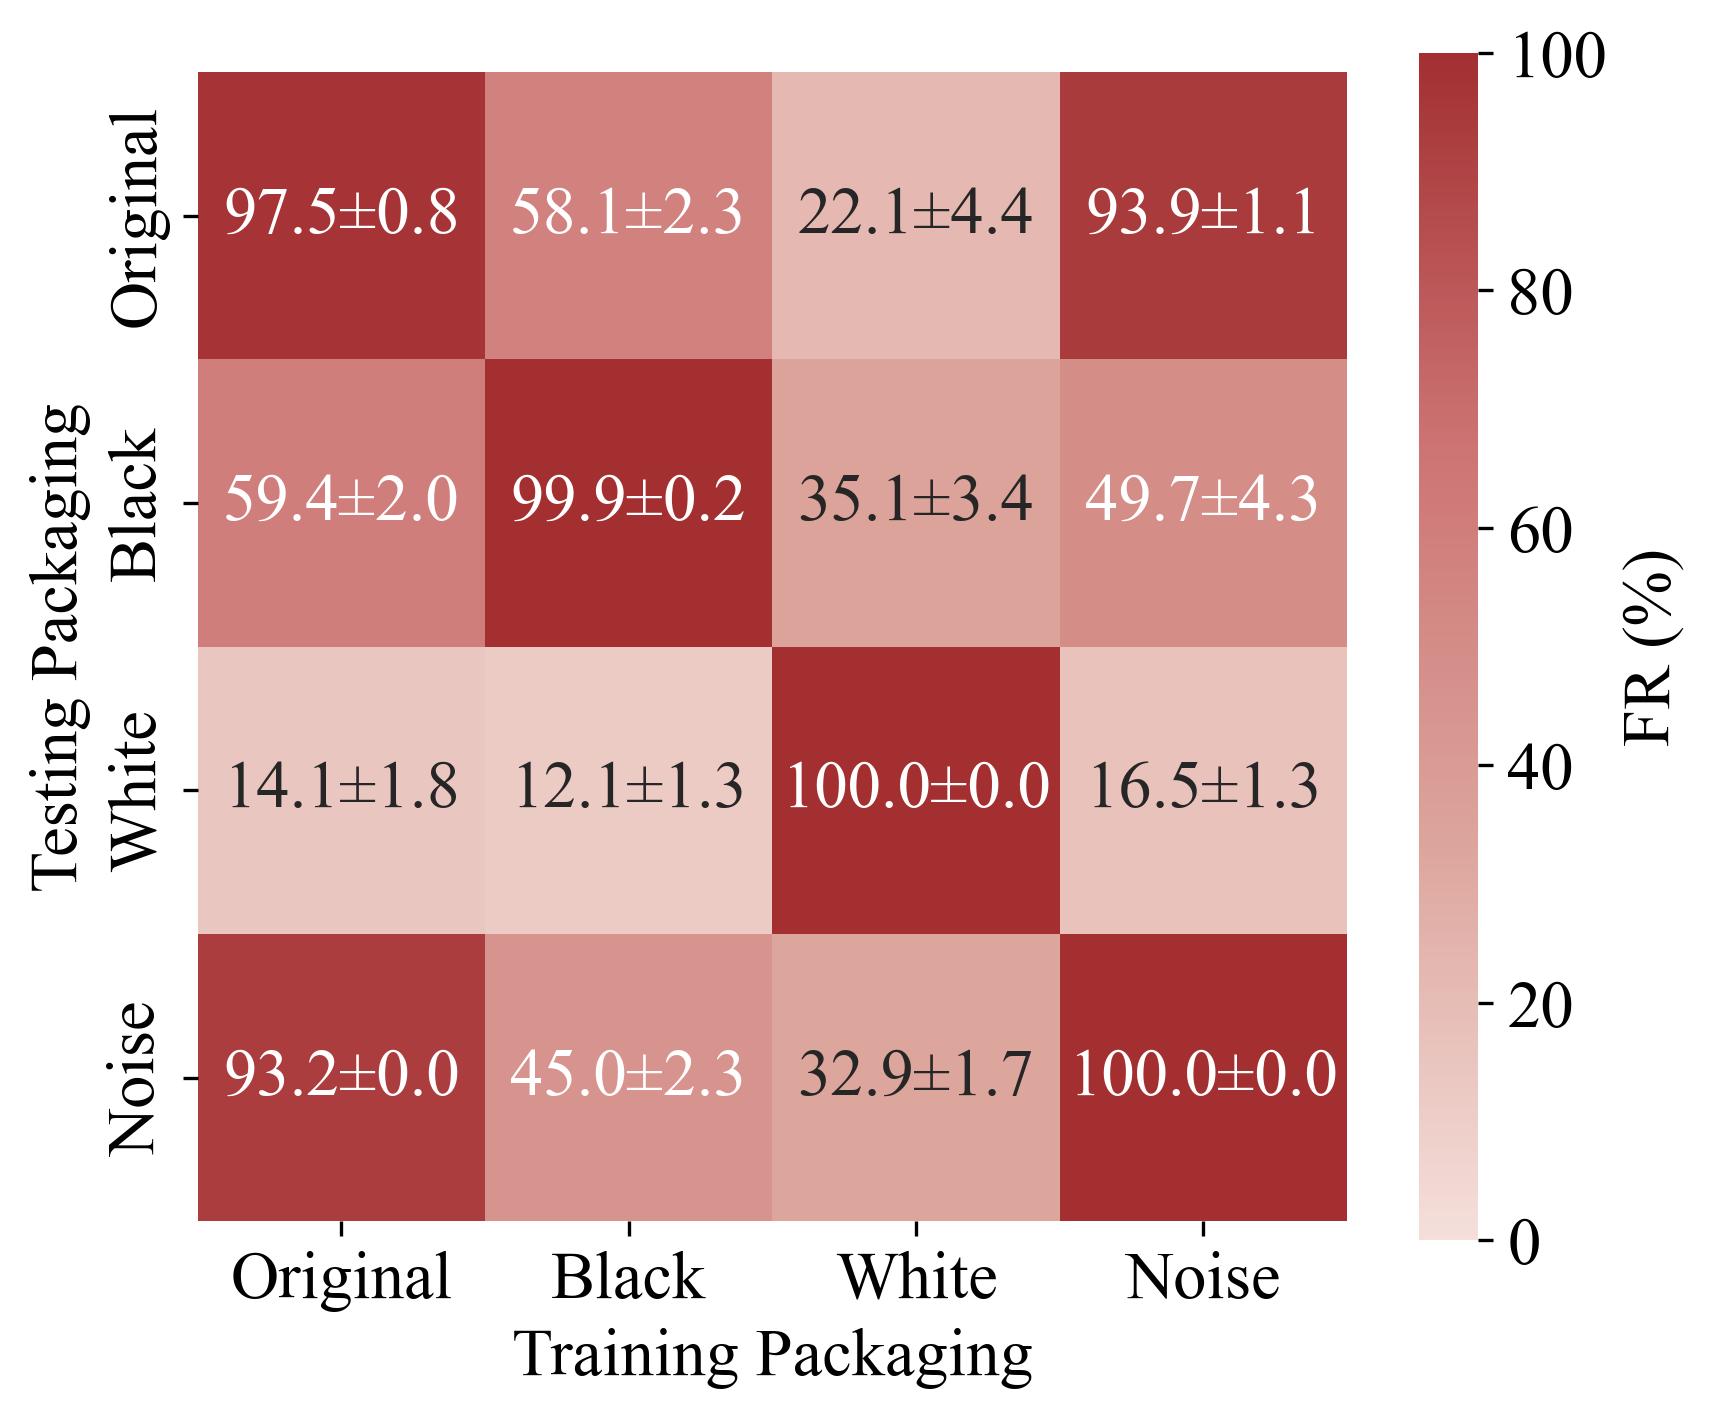 Testing Packaging
Original
97.5±0.8 58.1±2.3 22.1±4.4 93.9±1.1
Black
59.4±2.0 99.9±0.2 35.1±3.4 49.7±4.3
White
14.1±1.8 12.1±1.3 100.0±0.0 16.5±1.3
Noise
93.2±0.0 45.0±2.3 32.9±1.7 100.0±0.0
Original Black White Noise
Training Packaging
100
80
60
40
20
0
FR (%)